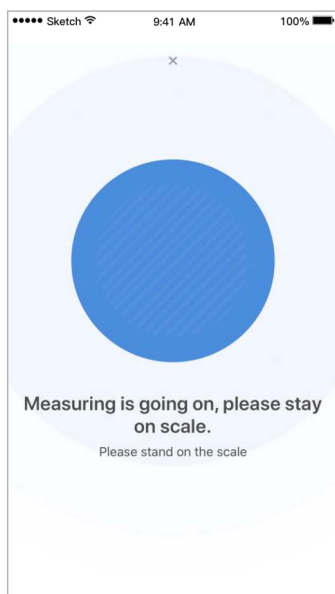 Sketch 9:41 AM 100%
×
Measuring is going on, please stay
on scale.
Please stand on the scale